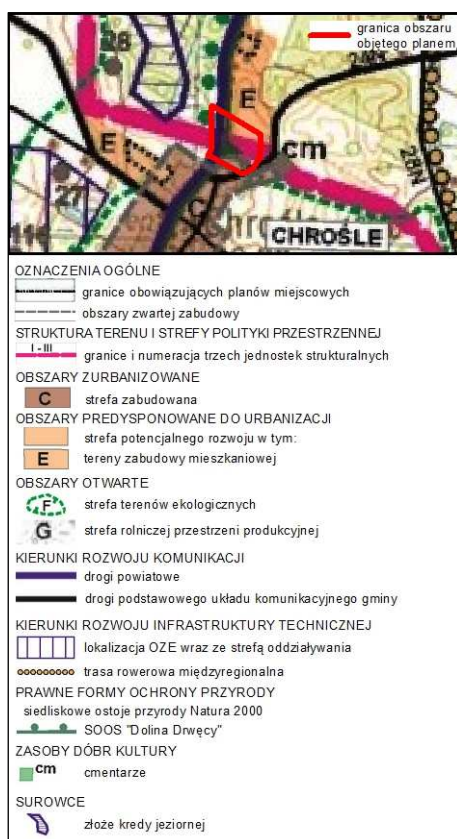 granica obszaru
objętego planem
28
E
E
cm
28N
27
C
CHROŚLE
OZNACZENIA OGÓLNE
granice obowiązujących planów miejscowych
obszary zwartej zabudowy
STRUKTURA TERENU I STREFY POLITYKI PRZESTRZENNEJ
I - III
granice i numeracja trzech jednostek strukturalnych
OBSZARY ZURBANIZOWANE
C strefa zabudowana
OBSZARY PREDYSPONOWANE DO URBANIZACJI
strefa potencjalnego rozwoju w tym:
E tereny zabudowy mieszkaniowej
OBSZARY OTWARTE
F strefa terenów ekologicznych
G strefa rolniczej przestrzeni produkcyjnej
KIERUNKI ROZWOJU KOMUNIKACJI
drogi powiatowe
drogi podstawowego układu komunikacyjnego gminy
KIERUNKI ROZWOJU INFRASTRUKTURY TECHNICZNEJ
lokalizacja OZE wraz ze strefą oddziaływania
trasa rowerowa międzyregionalna
PRAWNE FORMY OCHRONY PRZYRODY
siedliskowe ostoje przyrody Natura 2000
SOOS "Dolina Drwęcy"
ZASOBY DÓBR KULTURY
cm cmentarze
SUROWCE
złoże kredy jeziornej